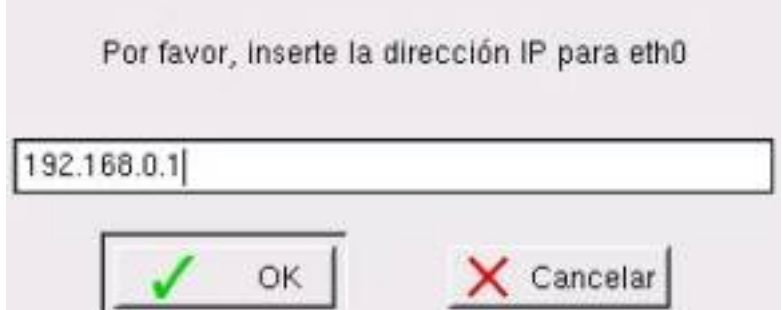 Por favor, inserte la dirección IP para eth0
192.168.0.1
OK Cancelar